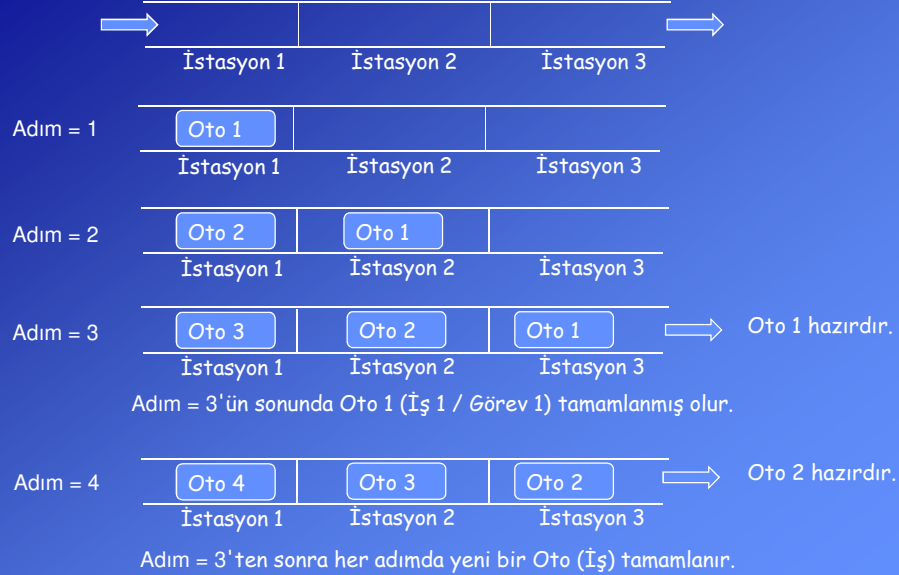 İstasyon 1 İstasyon 2 İstasyon 3
Adım = 1 Oto 1
İstasyon 1 İstasyon 2 İstasyon 3
Adım = 2 Oto 2 Oto 1
İstasyon 1 İstasyon 2 İstasyon 3
Adım = 3 Oto 3 Oto 2 Oto 1 Oto 1 hazırdır.
İstasyon 1 İstasyon 2 İstasyon 3
Adım = 3'ün sonunda Oto 1 (İş 1 / Görev 1) tamamlanmış olur.
Adım = 4 Oto 4 Oto 3 Oto 2 Oto 2 hazırdır.
İstasyon 1 İstasyon 2 İstasyon 3
Adım = 3'ten sonra her adımda yeni bir Oto (İş) tamamlanır.